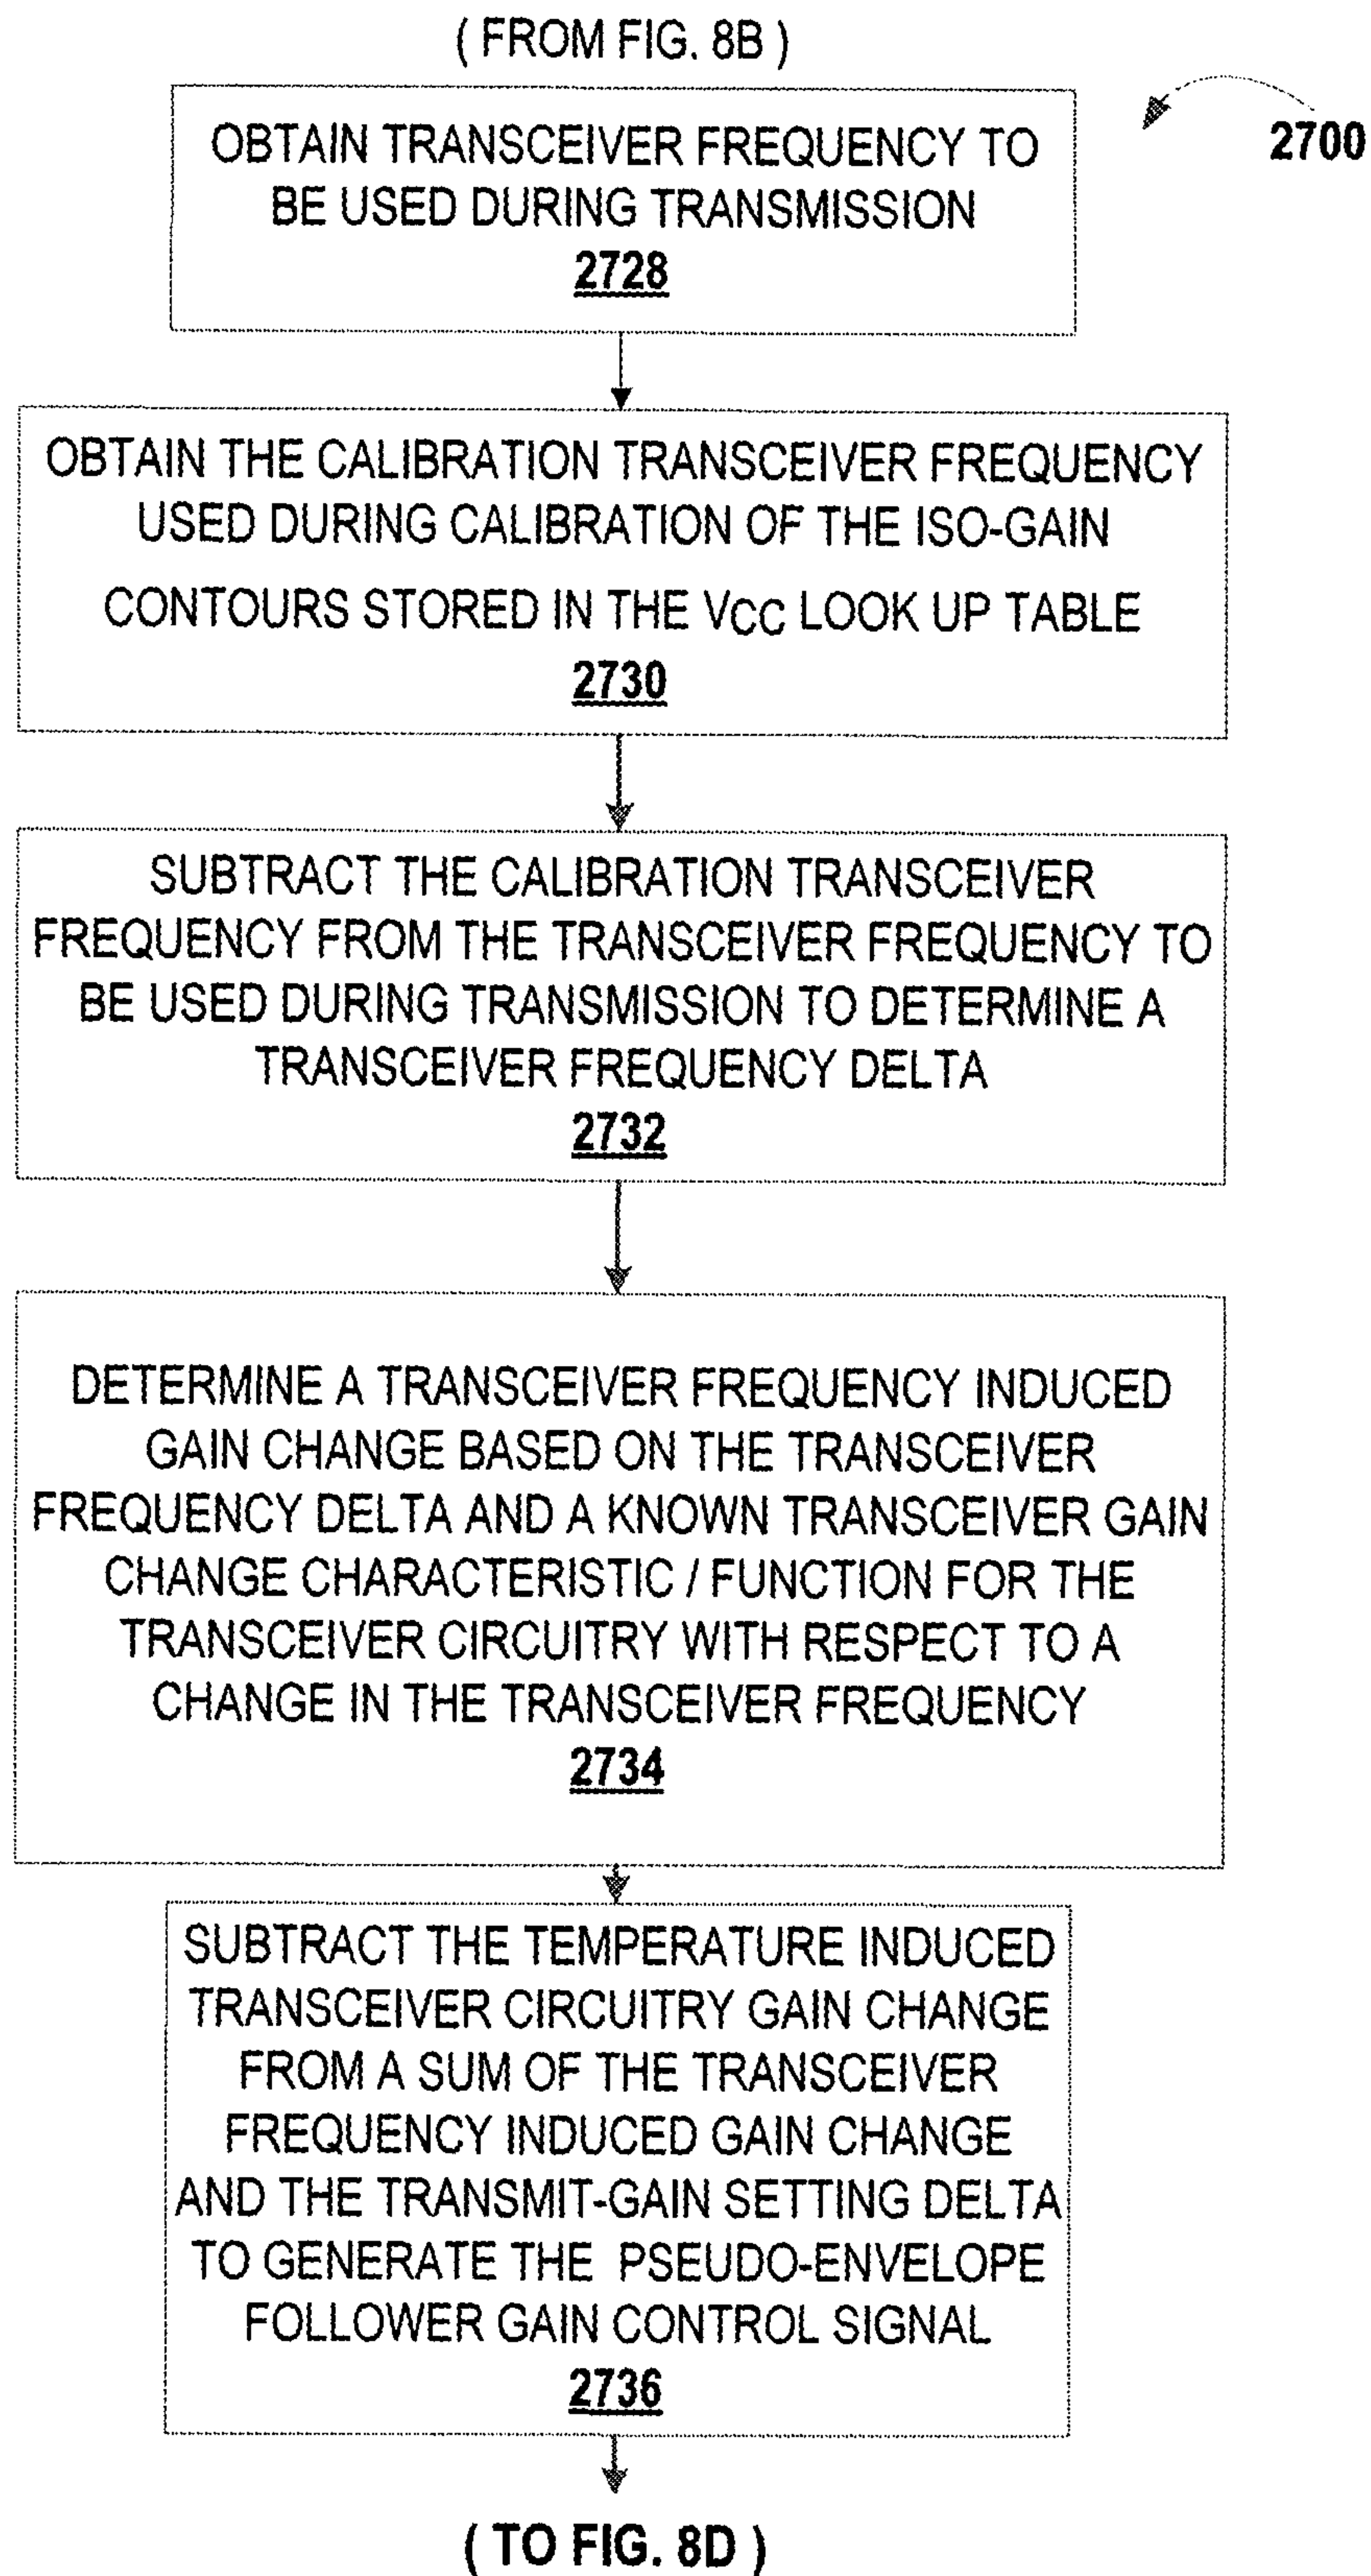 ( FROM FIG. 8B )
2700
OBTAIN TRANSCEIVER FREQUENCY TO
BE USED DURING TRANSMISSION
2728
OBTAIN THE CALIBRATION TRANSCEIVER FREQUENCY
USED DURING CALIBRATION OF THE ISO-GAIN
CONTOURS STORED IN THE VCC LOOK UP TABLE
2730
SUBTRACT THE CALIBRATION TRANSCEIVER
FREQUENCY FROM THE TRANSCEIVER FREQUENCY TO
BE USED DURING TRANSMISSION TO DETERMINE A
TRANSCEIVER FREQUENCY DELTA
2732
DETERMINE A TRANSCEIVER FREQUENCY INDUCED
GAIN CHANGE BASED ON THE TRANSCEIVER
FREQUENCY DELTA AND A KNOWN TRANSCEIVER GAIN
CHANGE CHARACTERISTIC / FUNCTION FOR THE
TRANSCEIVER CIRCUITRY WITH RESPECT TO A
CHANGE IN THE TRANSCEIVER FREQUENCY
2734
SUBTRACT THE TEMPERATURE INDUCED
TRANSCEIVER CIRCUITRY GAIN CHANGE
FROM A SUM OF THE TRANSCEIVER
FREQUENCY INDUCED GAIN CHANGE
AND THE TRANSMIT-GAIN SETTING DELTA
TO GENERATE THE PSEUDO-ENVELOPE
FOLLOWER GAIN CONTROL SIGNAL
2736
( TO FIG. 8D )